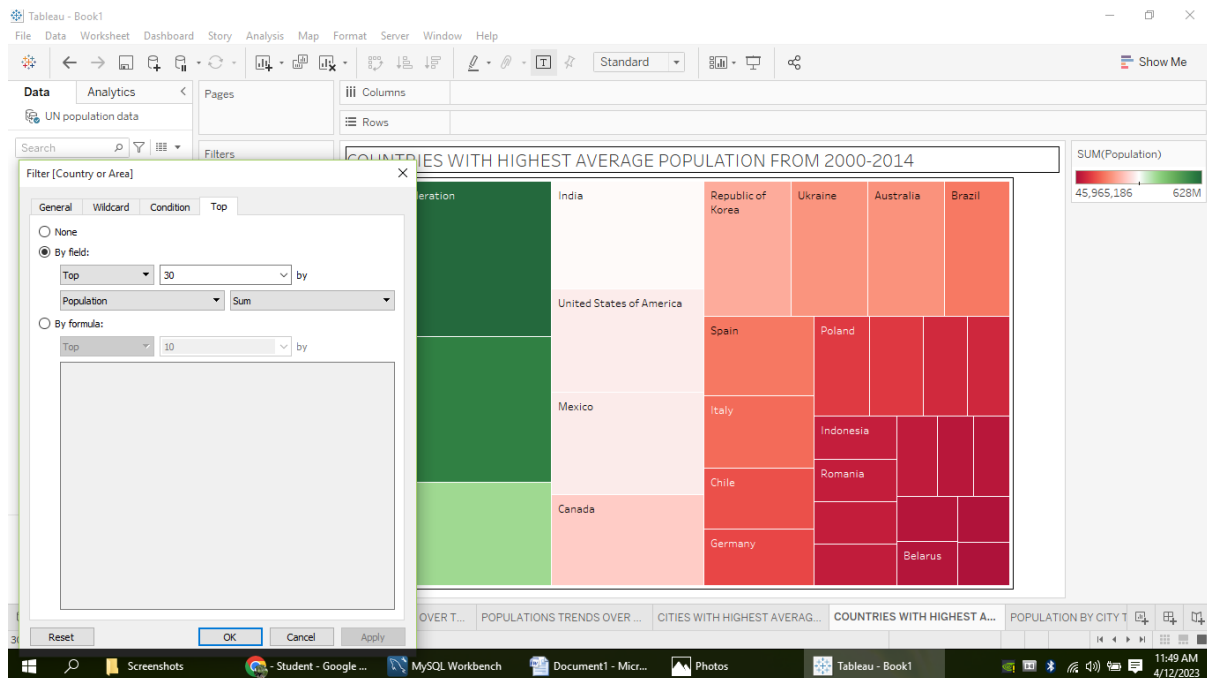 Tableau - Book1
File Data Worksheet Dashboard Story Analysis Map Format Server Window Help
Standard
Show Me
Data Analytics
Pages
Columns
UN population data
Rows
Search
Filters
COUNTRIES WITH HIGHEST AVERAGE POPULATION FROM 2000-2014
SUM(Population)
45,965,186 628M
Filter [Country or Area]
General Wildcard Condition Top
None
By field:
Top 30 by
Population Sum
By formula:
Top 10 by
Reset OK Cancel Apply
India
Republic of
Korea
Ukraine
Australia
Brazil
United States of America
Spain
Poland
Mexico
Italy
Indonesia
Romania
Chile
Canada
Germany
Belarus
OVER T... POPULATIONS TRENDS OVER ... CITIES WITH HIGHEST AVERAG... COUNTRIES WITH HIGHEST A... POPULATION BY CITY T
Screenshots - Student - Google ... MySQL Workbench Document1 - Micr... Photos Tableau - Book1
11:49 AM
4/12/2023